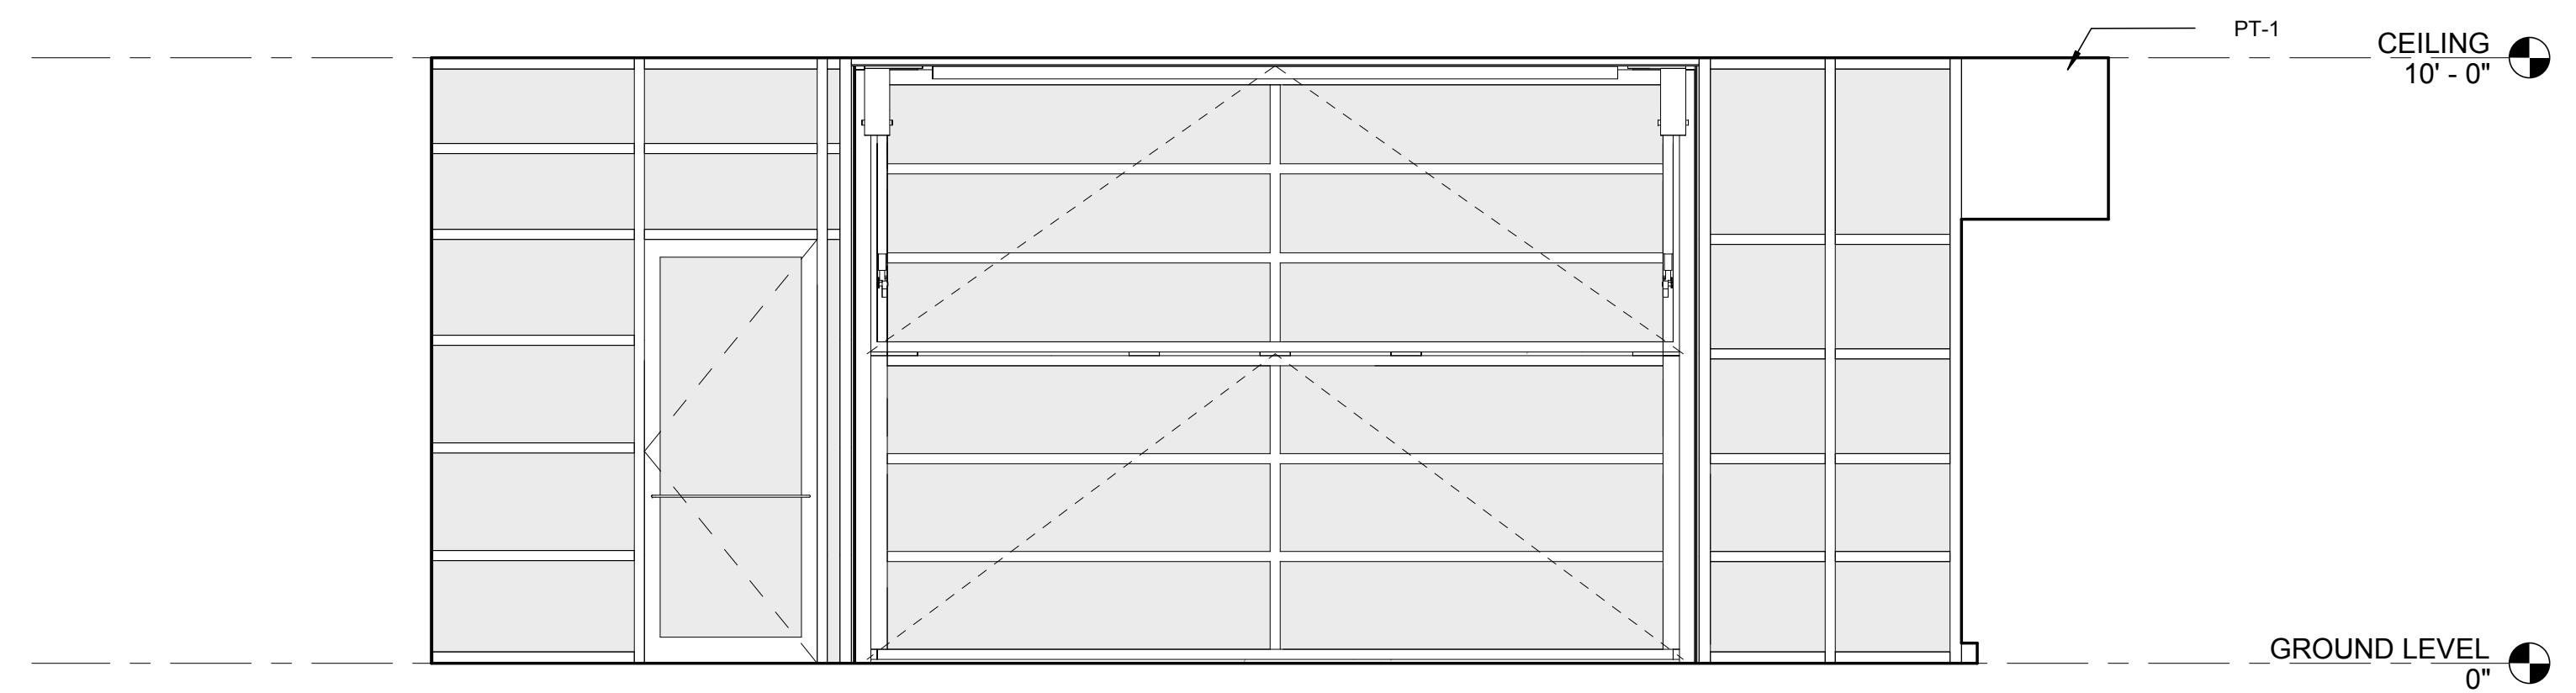 PT-1
CEILING
10' - 0"
GROUND LEVEL
0"